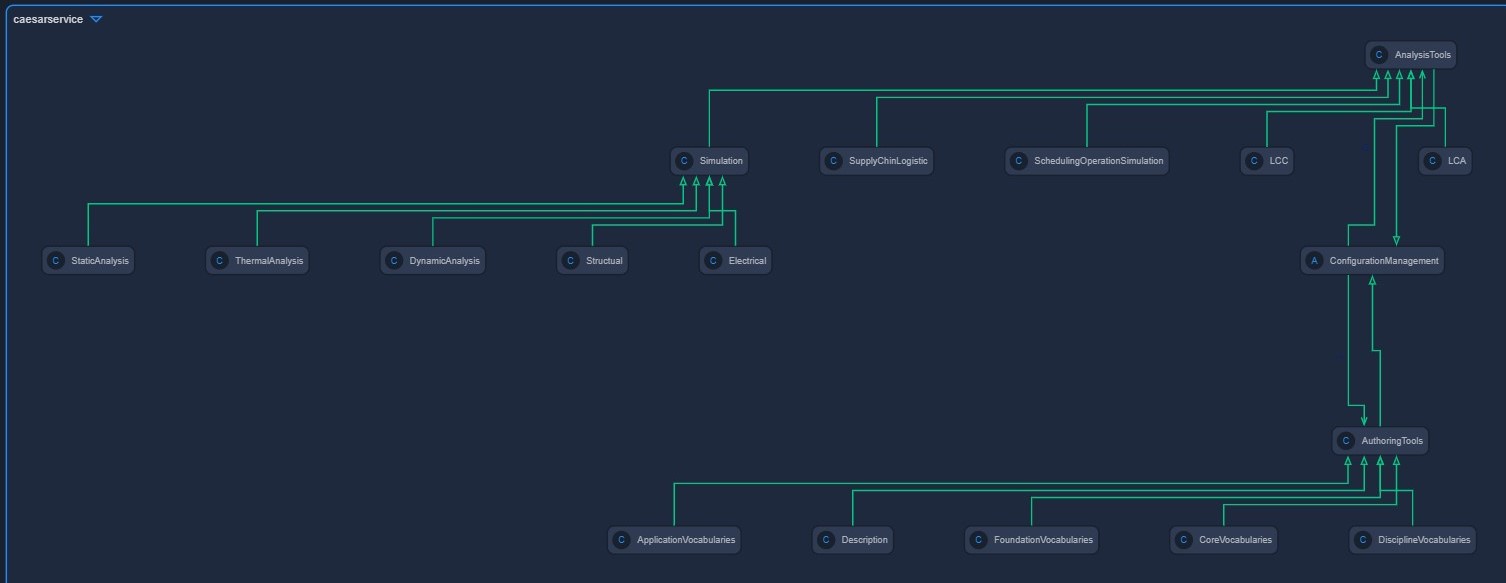 caesarservice
C AnalysisTools
C Simulation
C SupplyChinLogistic
C SchedulingOperationSimulation
C LCC
C LCA
C StaticAnalysis
C ThermalAnalysis
C DynamicAnalysis
C Structual
C Electrical
A ConfigurationManagement
C AuthoringTools
C ApplicationVocabularies
C Description
C FoundationVocabularies
C CoreVocabularies
C DisciplineVocabularies